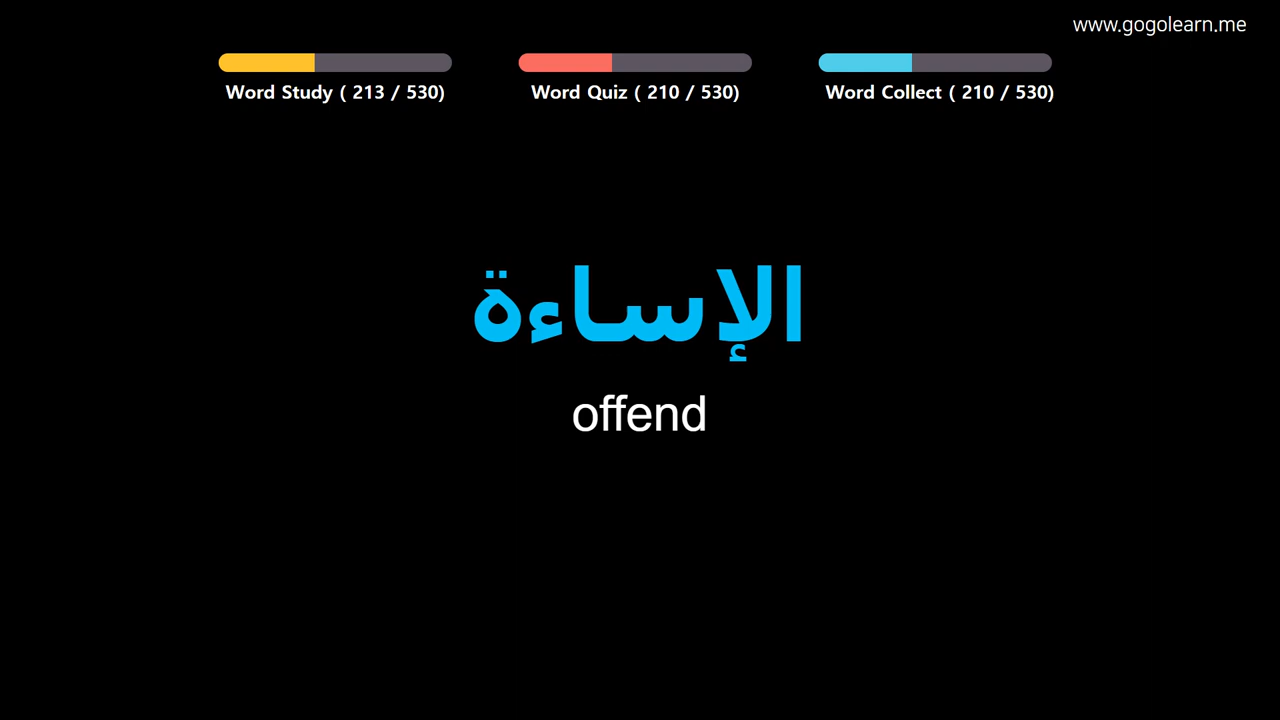 www.gogolearn.me
Word Study ( 213 / 530)
Word Quiz ( 210 / 530)
Word Collect ( 210 / 530)
الإساءة
offend